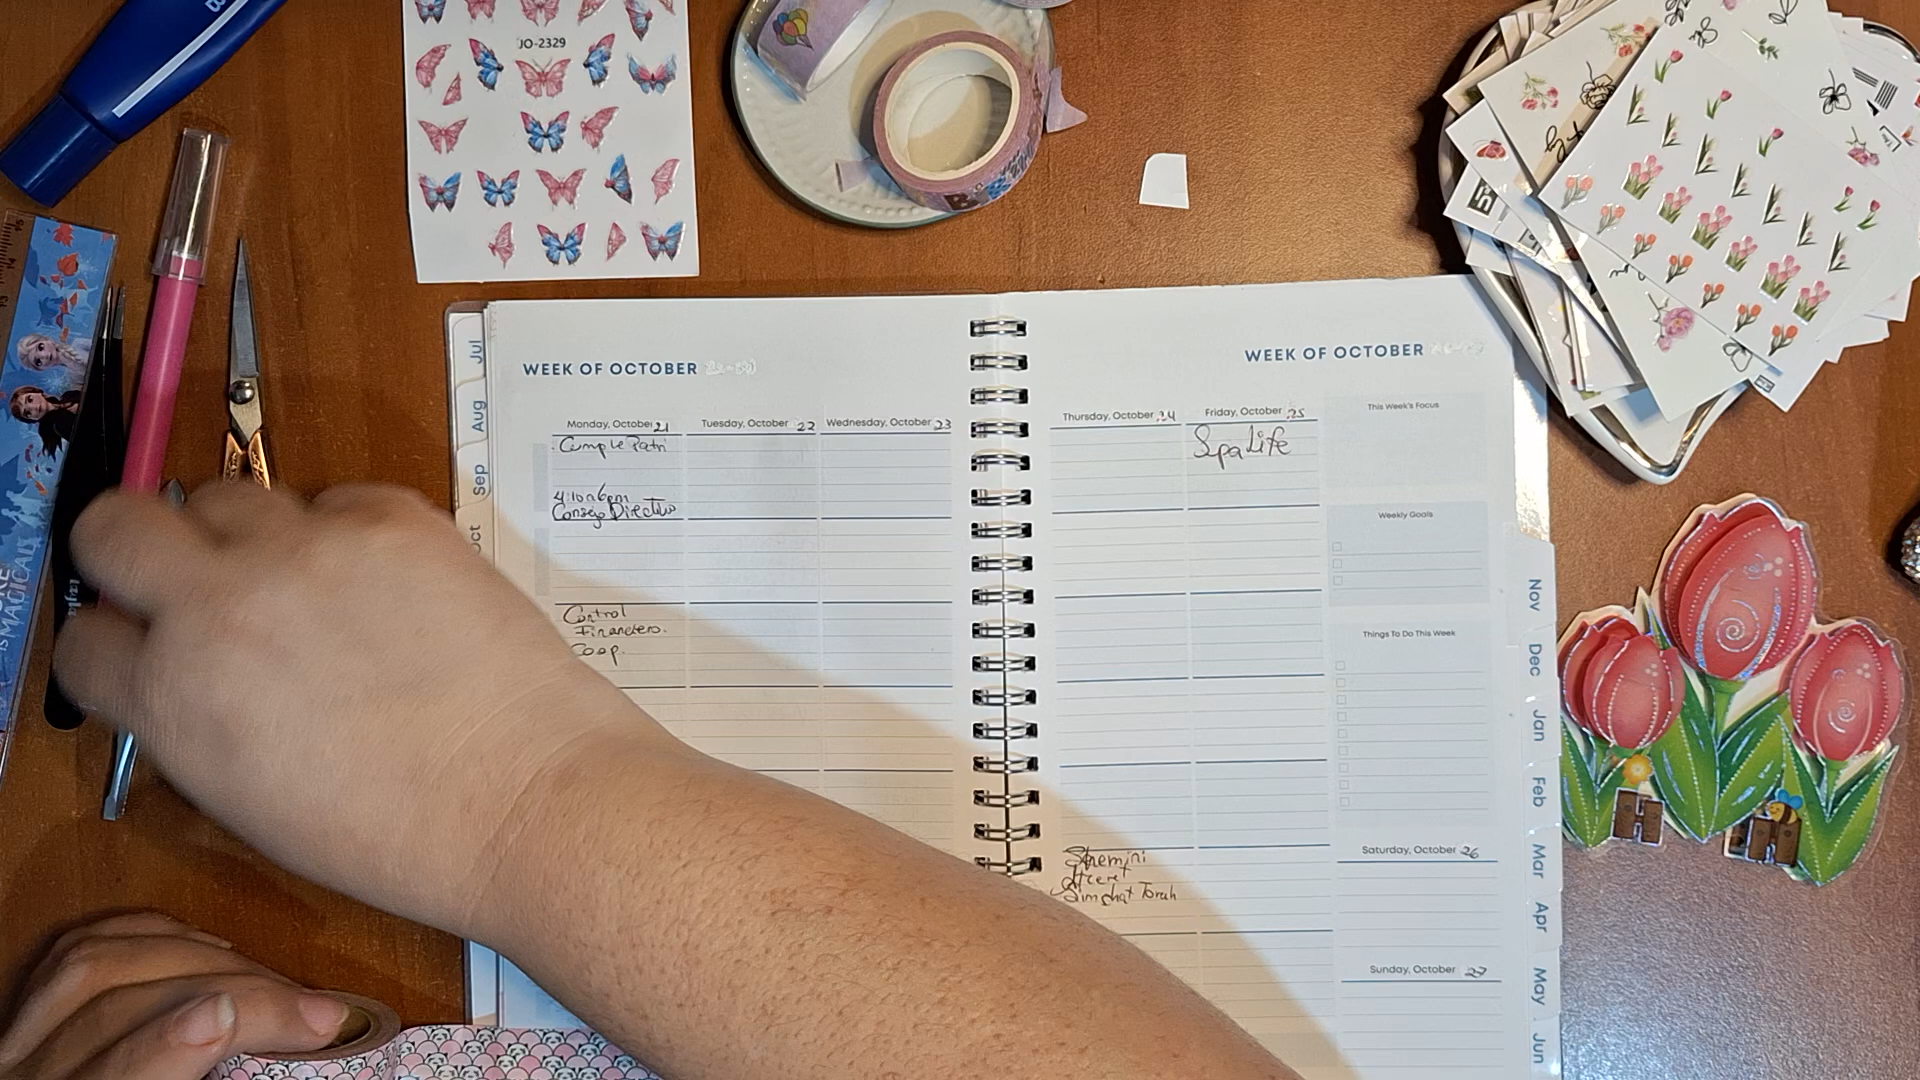 JO-2329
WEEK OF OCTOBER
Monday, October 21
Tuesday, October 22
Wednesday, October 23
Cumple Patri
4:10 a 6pm
Consejo Directivo
Control
Financiero.
Coop.
WEEK OF OCTOBER
Thursday, October 24
Friday, October 25
This Week's Focus
Spa Life
Weekly Goals
Things To Do This Week
Shemini
Atzeret
Simchat Torah
Saturday, October 26
Sunday, October 27
Jul
Aug
Sep
Oct
Nov
Dec
Jan
Feb
Mar
Apr
May
Jun
IS MAGICAL
H
H